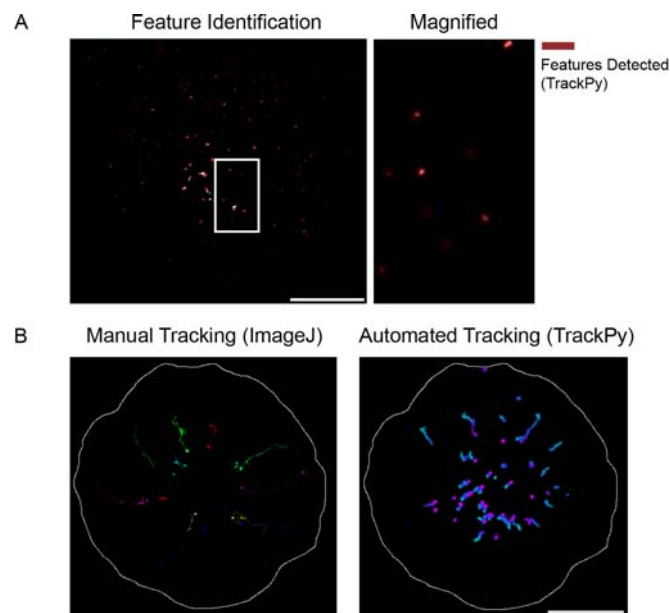 A
Feature Identification
Magnified
Features Detected
(TrackPy)
B
Manual Tracking (ImageJ)
Automated Tracking (TrackPy)